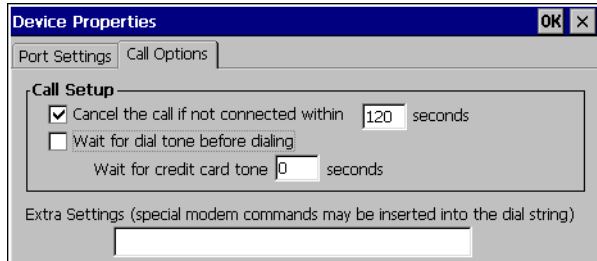 Device Properties OK ×
Port Settings Call Options
Call Setup
Cancel the call if not connected within 120 seconds
Wait for dial tone before dialing
Wait for credit card tone 0 seconds
Extra Settings (special modem commands may be inserted into the dial string)